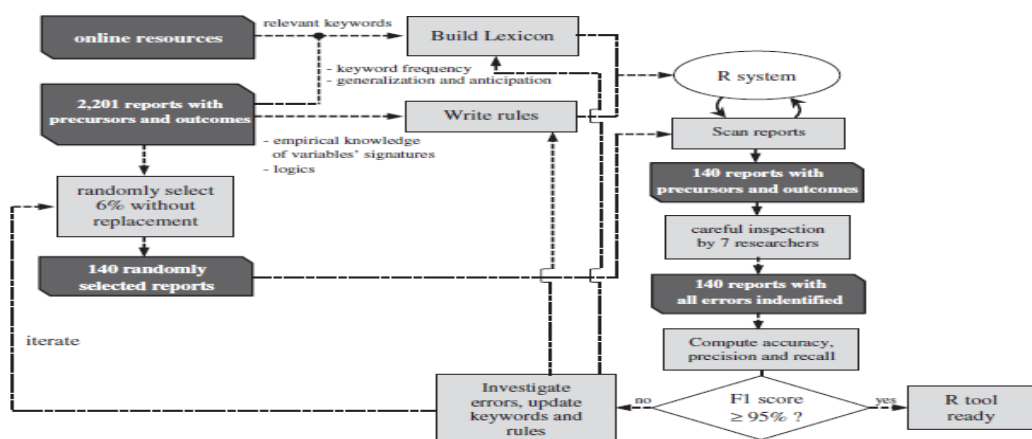 online resources
relevant keywords
Build Lexicon
- keyword frequency
- generalization and anticipation
R system
2,201 reports with
precursors and outcomes
Write rules
- empirical knowledge
of variables' signatures
- logics
Scan reports
140 reports with
precursors and outcomes
randomly select
6% without
replacement
careful inspection
by 7 researchers
140 randomly
selected reports
140 reports with
all errors indentified
iterate
Compute accuracy,
precision and recall
Investigate
errors, update
keywords and
rules
no
F1 score
≥ 95% ?
yes
R tool
ready